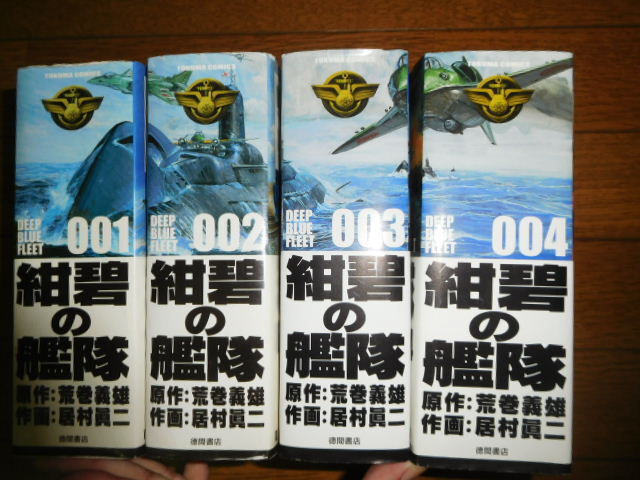 TOKUMA COMICS
DEEP
BLUE
FLEET
001
紺碧
の
艦隊
原作:荒巻義雄
作画:居村眞二
徳間書店
TOKUMA COMICS
DEEP
BLUE
FLEET
002
紺碧
の
艦隊
原作:荒巻義雄
作画:居村眞二
徳間書店
TOKUMA COMICS
DEEP
BLUE
FLEET
003
紺碧
の
艦隊
原作:荒巻義雄
作画:居村眞二
徳間書店
TOKUMA COMICS
DEEP
BLUE
FLEET
004
紺碧
の
艦隊
原作:荒巻義雄
作画:居村眞二
徳間書店